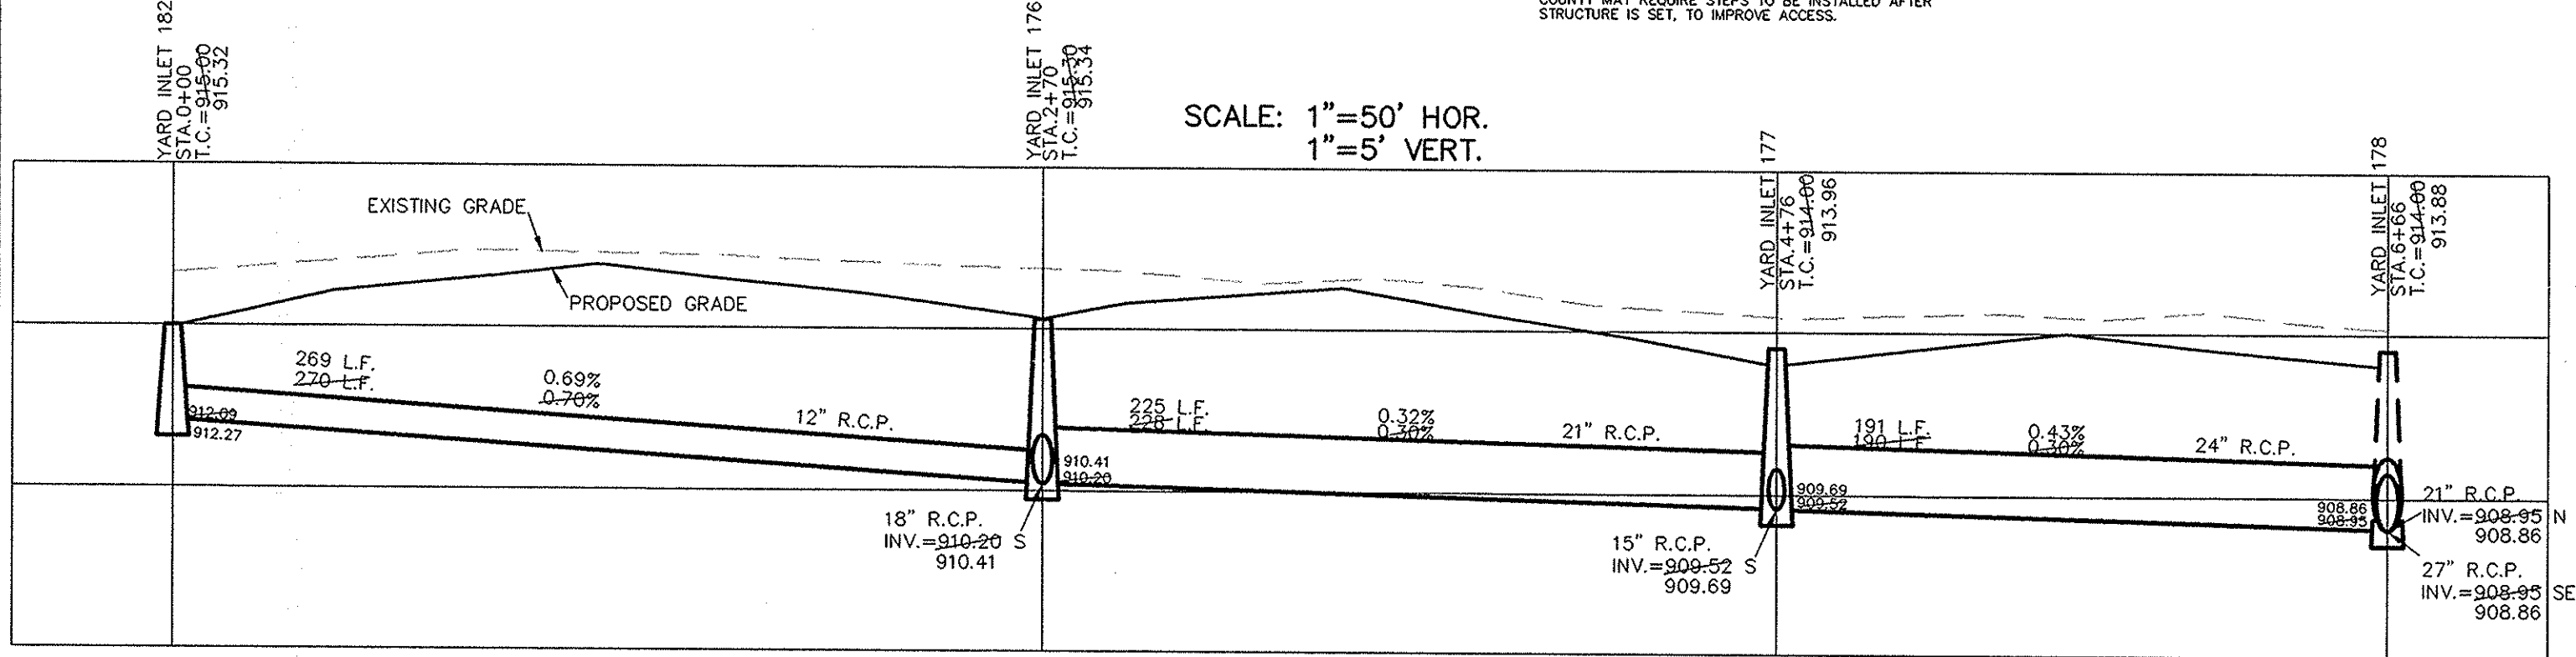 COUNTY MAY REQUIRE STEPS TO BE INSTALLED AFTER
STRUCTURE IS SET, TO IMPROVE ACCESS.
YARD INLET 182
STA.0+00
T.C.=915.00
915.32
YARD INLET 176
STA.2+70
T.C.=915.30
915.34
SCALE: 1"=50' HOR.
1"=5' VERT.
YARD INLET 177
STA.4+76
T.C.=914.00
913.96
YARD INLET 178
STA.6+66
T.C.=914.00
913.88
EXISTING GRADE
PROPOSED GRADE
269 L.F.
270 L.F.
0.69%
0.70%
12" R.C.P.
912.09
912.27
225 L.F.
228 L.F.
0.32%
0.30%
21" R.C.P.
910.41
910.20
18" R.C.P.
INV.=910.20 S
910.41
191 L.F.
190 L.F.
0.43%
0.30%
24" R.C.P.
909.69
909.52
15" R.C.P.
INV.=909.52 S
909.69
908.86
908.95
21" R.C.P.
INV.=908.95 N
908.86
27" R.C.P.
INV.=908.95 SE
908.86